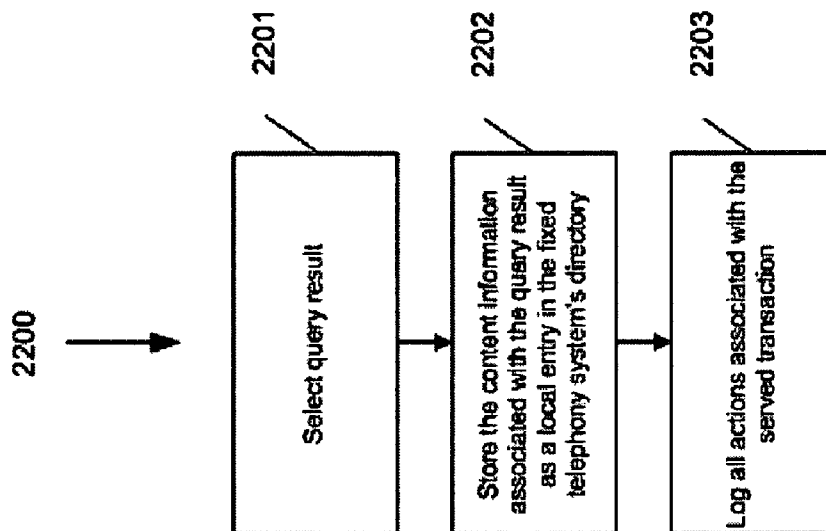 2200
2201
Select query result
2202
Store the content information
associated with the query result
as a local entry in the fixed
telephony system's directory
2203
Log all actions associated with the
served transaction